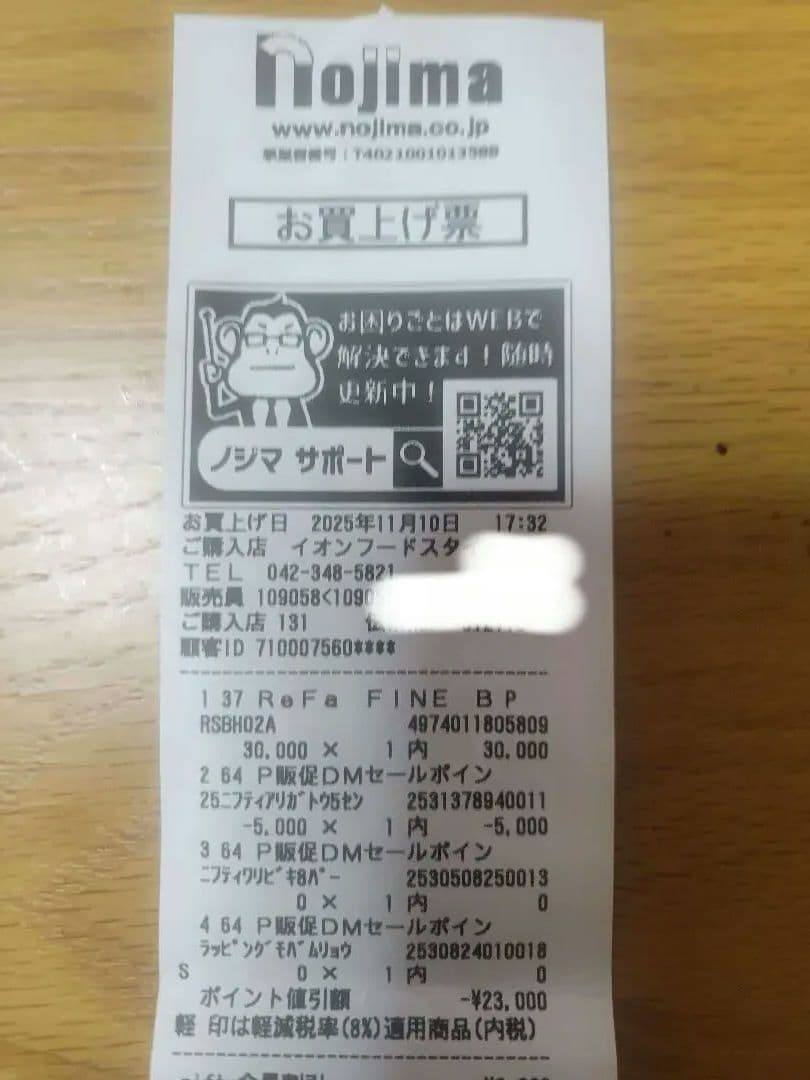 nojima
www.nojima.co.jp
お買上げ票
お困りごとはWEBで
解決できます！随時
更新中！
ノジマ サポート
お買上げ日 2025年11月10日 17:32
ご購入店 イオンフードスタ
TEL 042-348-5821
販売員 109058<1090
ご購入店 131
顧客ID 710007560****
1 37 ReFa FINE BP
RSBH02A 4974011805809
30,000 × 1 内 30,000
2 64 P販促DMセールポイン
25ﾆﾌﾃｨｱﾘｶﾞﾄｳ5ｾﾝ 2531378940011
-5,000 × 1 内 -5,000
3 64 P販促DMセールポイン
ﾆﾌﾃｨﾜﾘﾋﾞｷ8ﾊﾟｰ 2530508250013
0 × 1 内 0
4 64 P販促DMセールポイン
ﾗｯﾋﾟﾝｸﾞﾓﾊﾞﾑﾘｮｳ 2530824010018
S 0 × 1 内 0
ポイント値引額 -¥23,000
軽 印は軽減税率(8%)適用商品(内税)